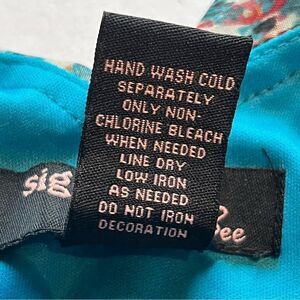 HAND WASH COLD
SEPARATELY
ONLY NON-
CHLORINE BLEACH
WHEN NEEDED
LINE DRY
LOW IRON
AS NEEDED
DO NOT IRON
DECORATION
sig
Bee